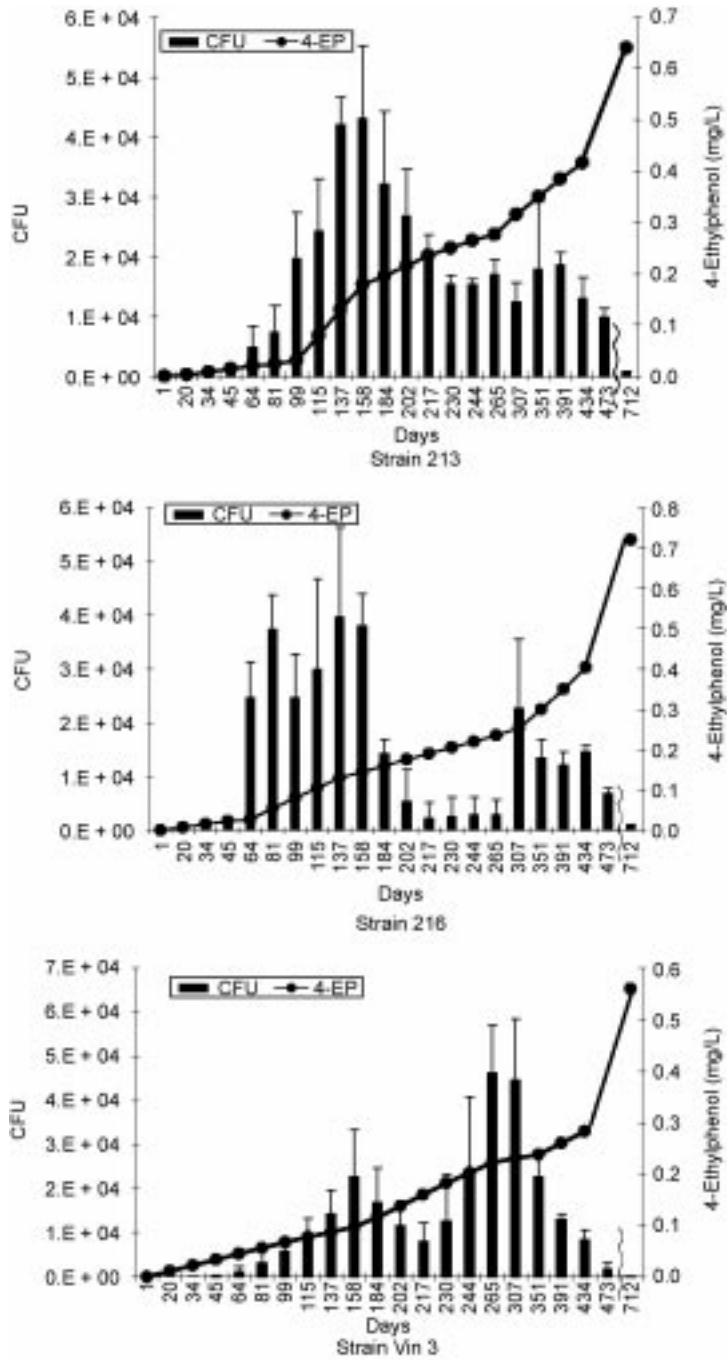 6.E + 04
5.E + 04
4.E + 04
3.E + 04
2.E + 04
1.E + 04
0.E + 00
CFU
CFU 4-EP
0.7
0.6
0.5
0.4
0.3
0.2
0.1
0.0
4-Ethylphenol (mg/L)
1 20 34 45 64 81 99 115 137 158 184 202 217 230 244 265 307 351 391 434 473 712
Days
Strain 213
6.E + 04
5.E + 04
4.E + 04
3.E + 04
2.E + 04
1.E + 04
0.E + 00
CFU
CFU 4-EP
0.8
0.7
0.6
0.5
0.4
0.3
0.2
0.1
0.0
4-Ethylphenol (mg/L)
1 20 34 45 64 81 99 115 137 158 184 202 217 230 244 265 307 351 391 434 473 712
Days
Strain 216
7.E + 04
6.E + 04
5.E + 04
4.E + 04
3.E + 04
2.E + 04
1.E + 04
0.E + 00
CFU
CFU 4-EP
0.6
0.5
0.4
0.3
0.2
0.1
0.0
4-Ethylphenol (mg/L)
1 20 34 45 64 81 99 115 137 158 184 202 217 230 244 265 307 351 391 434 473 712
Days
Strain Vin 3